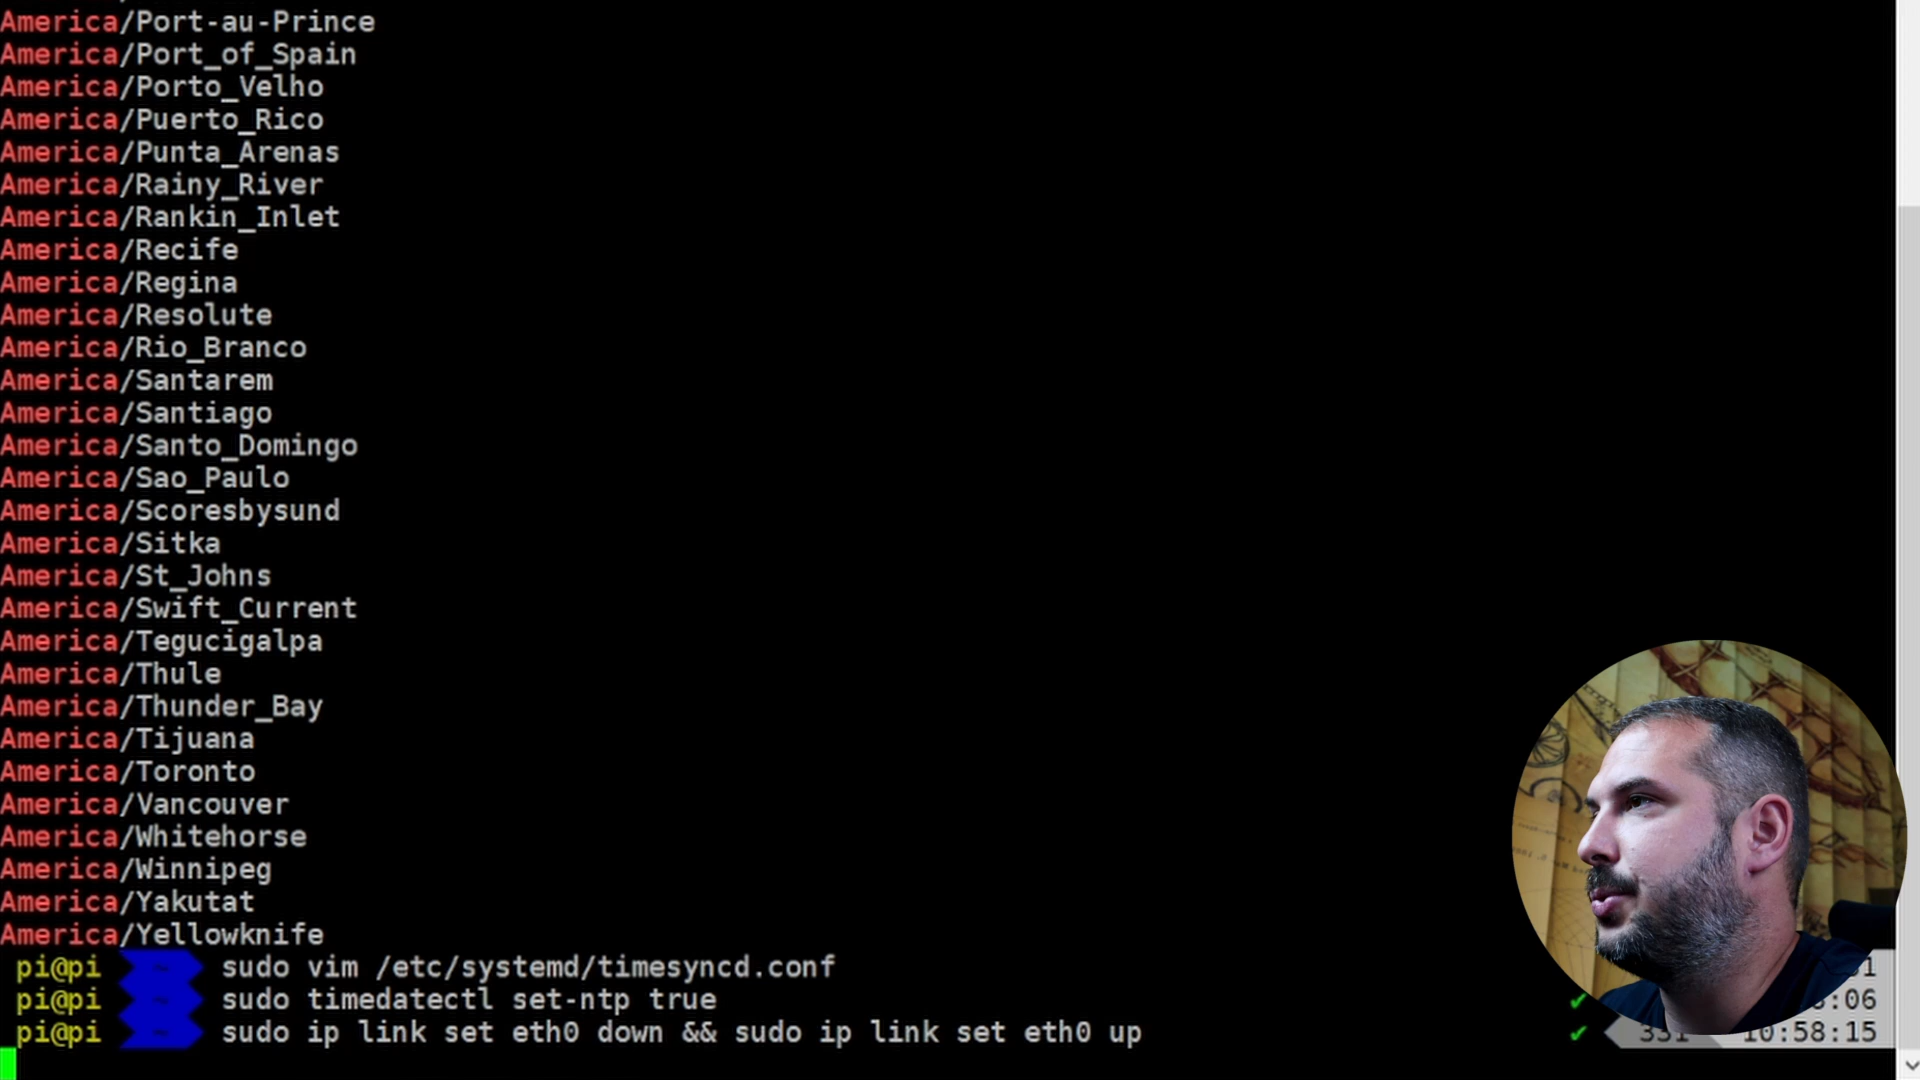 America/Port-au-Prince
America/Port_of_Spain
America/Porto_Velho
America/Puerto_Rico
America/Punta_Arenas
America/Rainy_River
America/Rankin_Inlet
America/Recife
America/Regina
America/Resolute
America/Rio_Branco
America/Santarem
America/Santiago
America/Santo_Domingo
America/Sao_Paulo
America/Scoresbysund
America/Sitka
America/St_Johns
America/Swift_Current
America/Tegucigalpa
America/Thule
America/Thunder_Bay
America/Tijuana
America/Toronto
America/Vancouver
America/Whitehorse
America/Winnipeg
America/Yakutat
America/Yellowknife
pi@pi ~ sudo vim /etc/systemd/timesyncd.conf
pi@pi ~ sudo timedatectl set-ntp true ✔ :06
pi@pi ~ sudo ip link set eth0 down && sudo ip link set eth0 up ✔ 331 10:58:15